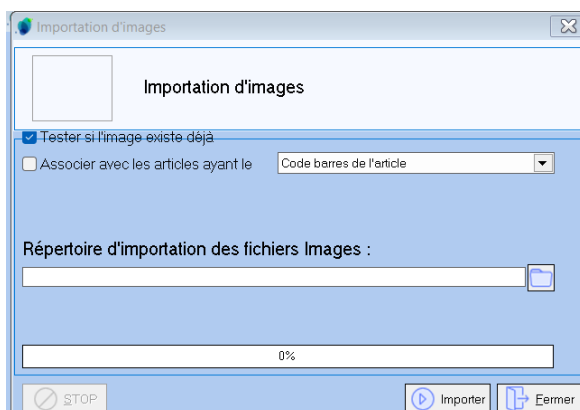 Importation d'images
Importation d'images
Tester si l'image existe déjà
Associer avec les articles ayant le Code barres de l'article
Répertoire d'importation des fichiers Images :
0%
STOP Importer Fermer